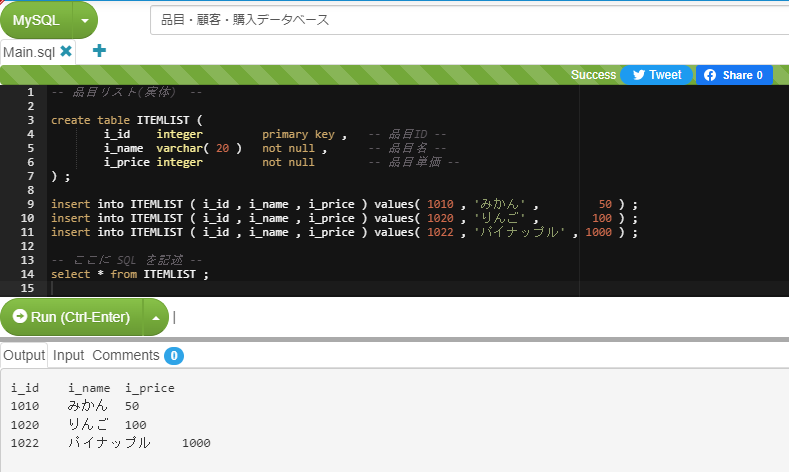 MySQL
品目・顧客・購入データベース
Main.sql
Success Tweet Share 0
1 -- 品目リスト(実体) --
2
3 create table ITEMLIST (
4 i_id integer primary key , -- 品目ID --
5 i_name varchar( 20 ) not null , -- 品目名 --
6 i_price integer not null -- 品目単価 --
7 ) ;
8
9 insert into ITEMLIST ( i_id , i_name , i_price ) values( 1010 , 'みかん' , 50 ) ;
10 insert into ITEMLIST ( i_id , i_name , i_price ) values( 1020 , 'りんご' , 100 ) ;
11 insert into ITEMLIST ( i_id , i_name , i_price ) values( 1022 , 'パイナップル' , 1000 ) ;
12
13 -- ここに SQL を記述 --
14 select * from ITEMLIST ;
15
Run (Ctrl-Enter)
Output Input Comments 0
i_id i_name i_price
1010 みかん 50
1020 りんご 100
1022 パイナップル 1000